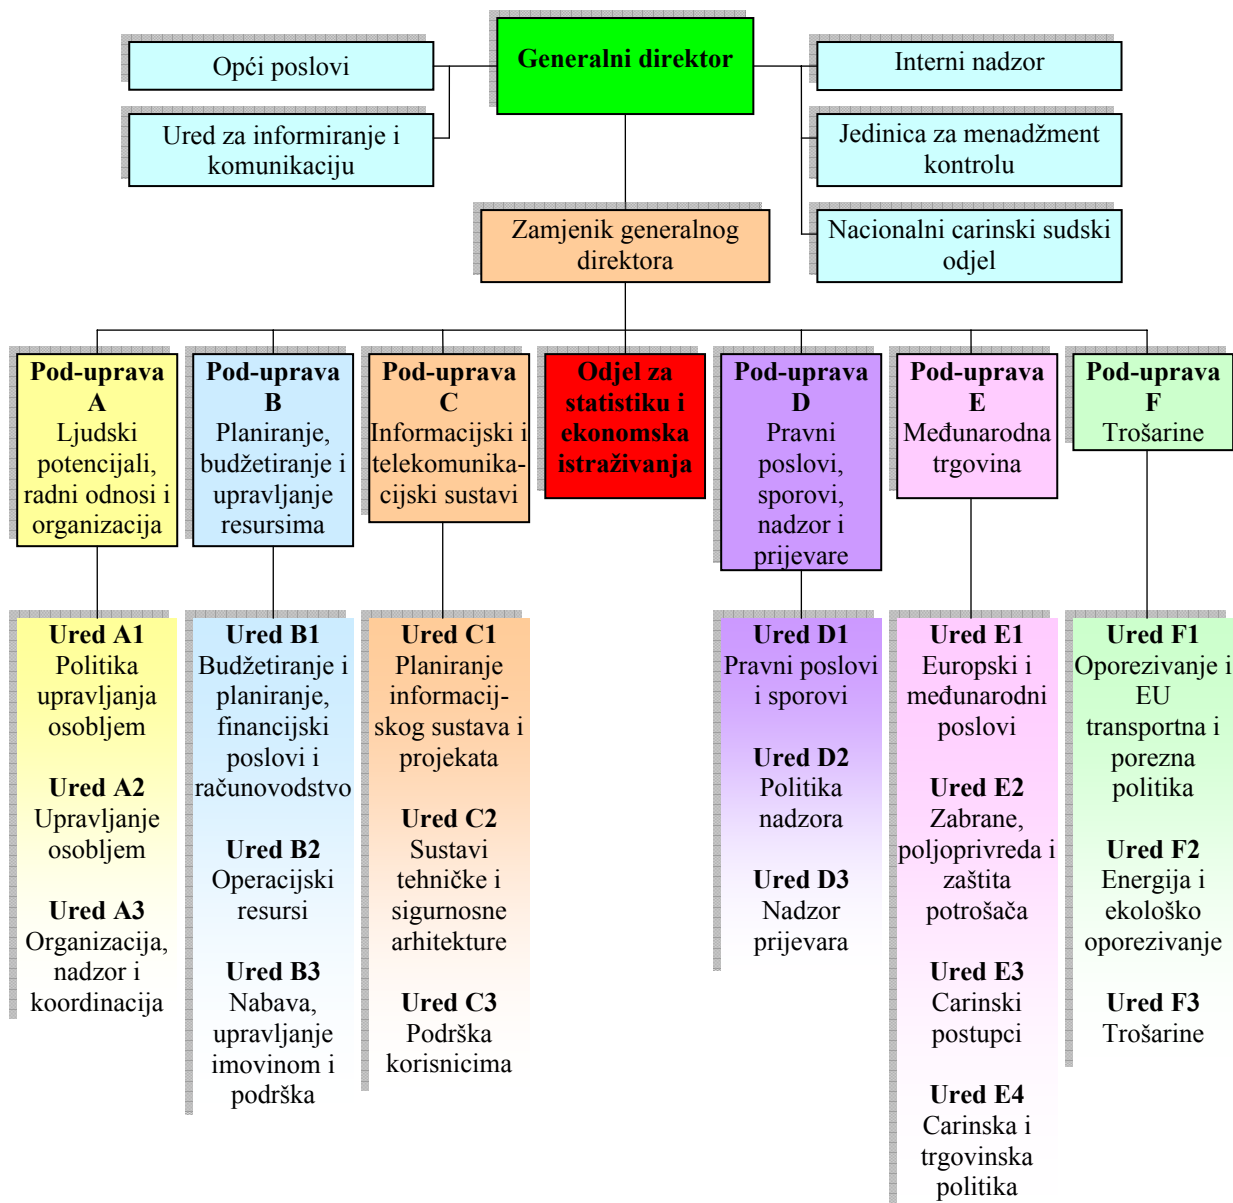 Generalni direktor
Opći poslovi
Ured za informiranje i
komunikaciju
Interni nadzor
Jedinica za menadžment
kontrolu
Nacionalni carinski sudski
odjel
Zamjenik generalnog
direktora
Pod-uprava
A
Ljudski
potencijali,
radni odnosi i
organizacija
Pod-uprava
B
Planiranje,
budžetiranje i
upravljanje
resursima
Pod-uprava
C
Informacijski i
telekomunika-
cijski sustavi
Odjel za
statistiku i
ekonomska
istraživanja
Pod-uprava
D
Pravni
poslovi,
sporovi,
nadzor i
prijevare
Pod-uprava
E
Međunarodna
trgovina
Pod-uprava
F
Trošarine
Ured A1
Politika
upravljanja
osobljem
Ured A2
Upravljanje
osobljem
Ured A3
Organizacija,
nadzor i
koordinacija
Ured B1
Budžetiranje i
planiranje,
financijski
poslovi i
računovodstvo
Ured B2
Operacijski
resursi
Ured B3
Nabava,
upravljanje
imovinom i
podrška
Ured C1
Planiranje
informacij-
skog sustava i
projekata
Ured C2
Sustavi
tehničke i
sigurnosne
arhitekture
Ured C3
Podrška
korisnicima
Ured D1
Pravni poslovi
i sporovi
Ured D2
Politika
nadzora
Ured D3
Nadzor
prijevara
Ured E1
Europski i
međunarodni
poslovi
Ured E2
Zabrane,
poljoprivreda i
zaštita
potrošača
Ured E3
Carinski
postupci
Ured E4
Carinska i
trgovinska
politika
Ured F1
Oporezivanje i
EU
transportna i
porezna
politika
Ured F2
Energija i
ekološko
oporezivanje
Ured F3
Trošarine